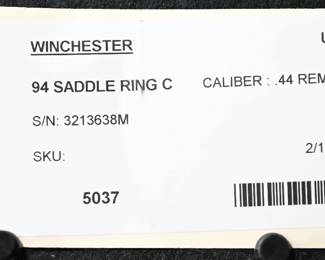 WINCHESTER
94 SADDLE RING C CALIBER : .44 REM
S/N: 3213638M
SKU: 2/1
5037